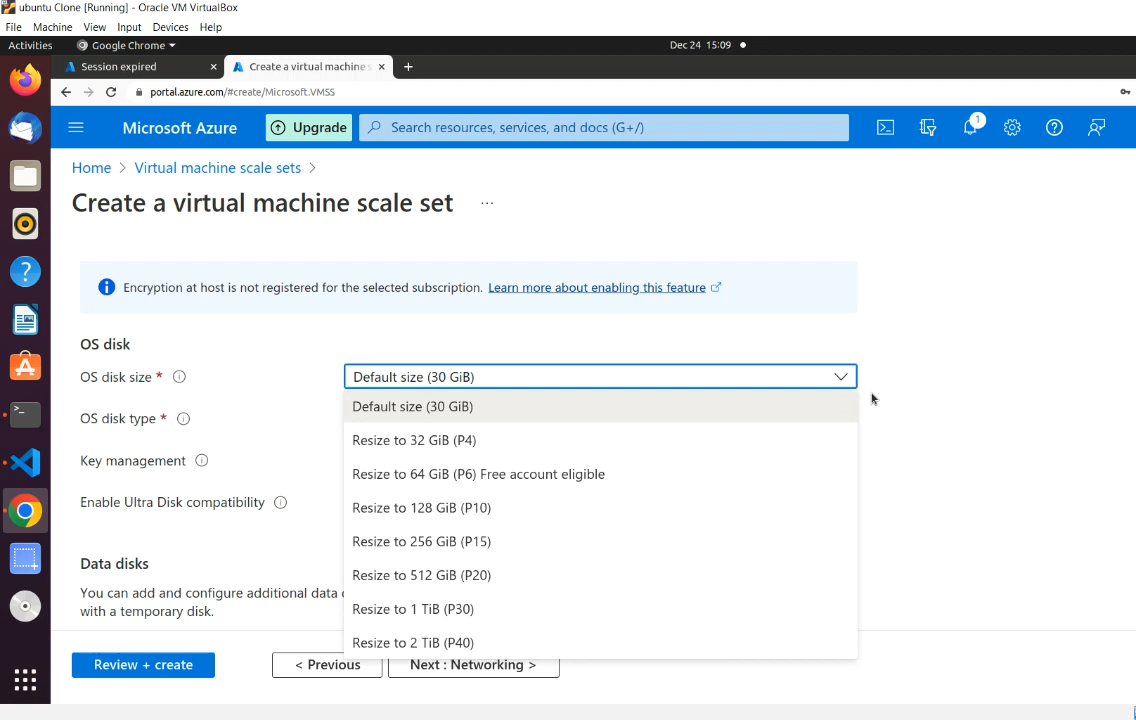 ubuntu Clone [Running] - Oracle VM VirtualBox
File Machine View Input Devices Help
Activities Google Chrome Dec 24 15:09
Session expired Create a virtual machine s
portal.azure.com/#create/Microsoft.VMSS
Microsoft Azure Upgrade Search resources, services, and docs (G+/) 1
Home > Virtual machine scale sets >
Create a virtual machine scale set ...
Encryption at host is not registered for the selected subscription. Learn more about enabling this feature
OS disk
OS disk size * Default size (30 GiB)
Default size (30 GiB)
OS disk type *
Resize to 32 GiB (P4)
Key management
Resize to 64 GiB (P6) Free account eligible
Enable Ultra Disk compatibility
Resize to 128 GiB (P10)
Resize to 256 GiB (P15)
Data disks
Resize to 512 GiB (P20)
You can add and configure additional data
with a temporary disk.
Resize to 1 TiB (P30)
Resize to 2 TiB (P40)
Review + create < Previous Next : Networking >